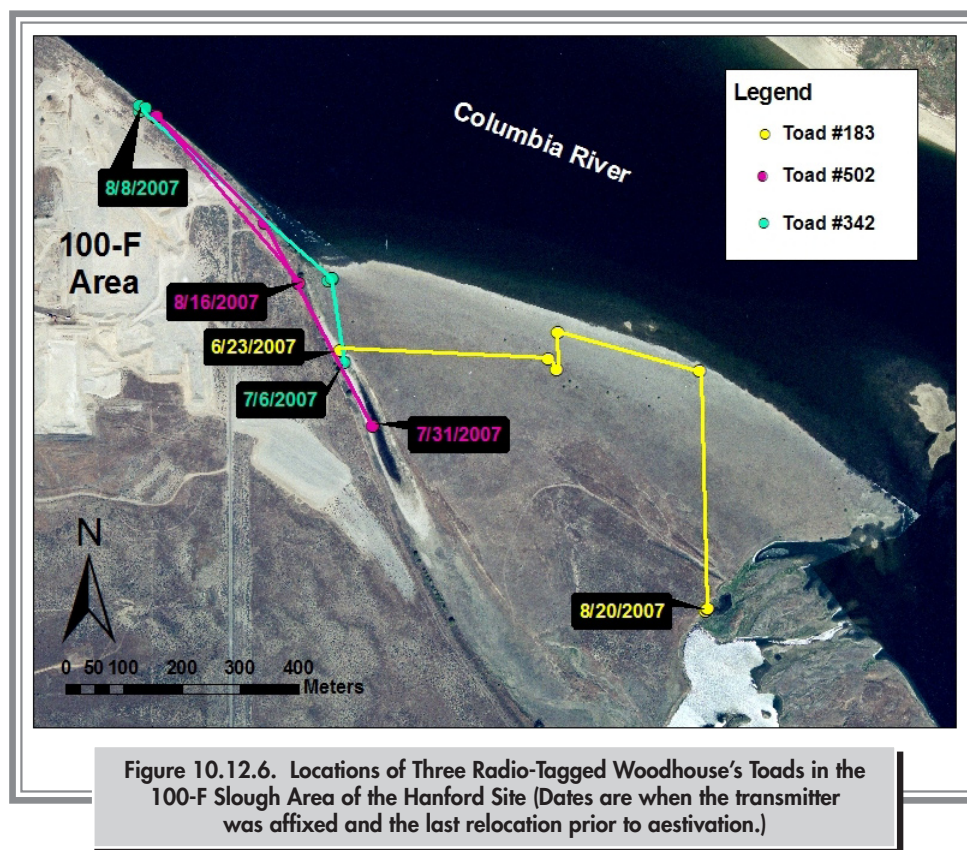 Columbia River
Legend
Toad #183
Toad #502
Toad #342
8/8/2007
100-F
Area
8/16/2007
6/23/2007
7/6/2007
7/31/2007
8/20/2007
N
0 50 100 200 300 400
Meters
Figure 10.12.6. Locations of Three Radio-Tagged Woodhouse's Toads in the
100-F Slough Area of the Hanford Site (Dates are when the transmitter
was affixed and the last relocation prior to aestivation.)